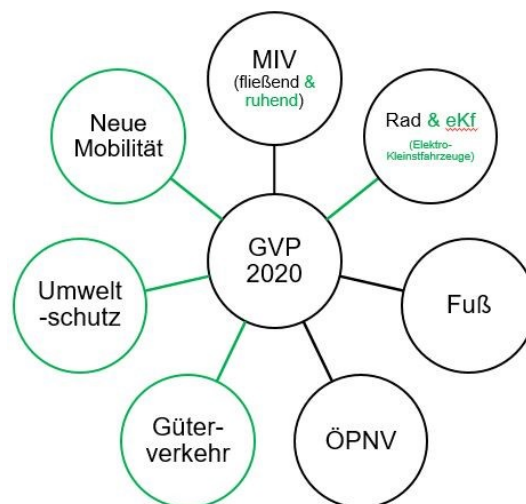 MIV
(fließend &
ruhend)
Rad & eKf
(Elektro-
Kleinstfahrzeuge)
Fuß
ÖPNV
Güter-
verkehr
Umwelt
-schutz
Neue
Mobilität
GVP
2020